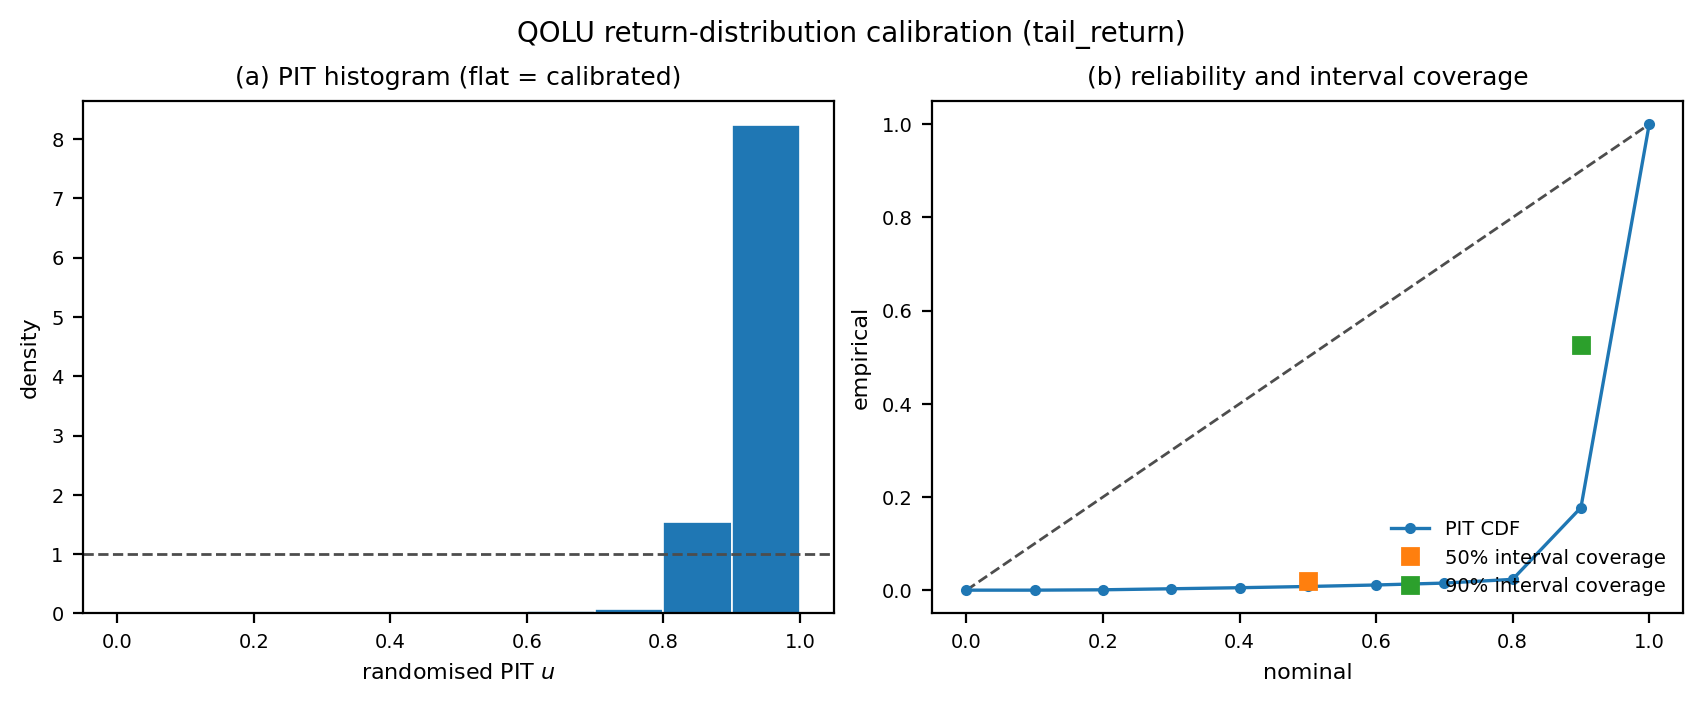 QOLU return-distribution calibration (tail_return)
(a) PIT histogram (flat = calibrated)
8
7
6
5
4
3
2
1
0
density
0.0 0.2 0.4 0.6 0.8 1.0
randomised PIT u
(b) reliability and interval coverage
1.0
0.8
0.6
0.4
0.2
0.0
empirical
PIT CDF
50% interval coverage
90% interval coverage
0.0 0.2 0.4 0.6 0.8 1.0
nominal